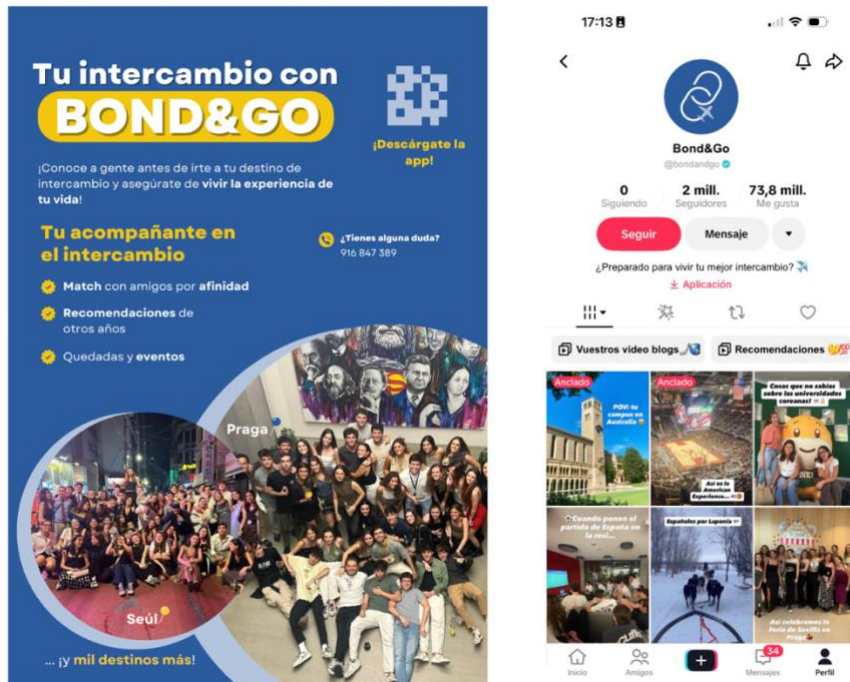 Tu intercambio con
BOND&GO
¡Descárgate la
app!
¡Conoce a gente antes de irte a tu destino de
intercambio y asegúrate de vivir la experiencia de
tu vida!
Tu acompañante en
el intercambio
¿Tienes alguna duda?
916 847 389
Match con amigos por afinidad
Recomendaciones de
otros años
Quedadas y eventos
Praga
Seúl
... ¡y mil destinos más!
17:13
Bond&Go
@bondandgo
0
Siguiendo
2 mill.
Seguidores
73,8 mill.
Me gusta
Seguir
Mensaje
¿Preparado para vivir tu mejor intercambio?
Aplicación
Vuestros video blogs
Recomendaciones 💯
Anclado
POV: tu
campus en
Australia
Anclado
Así es la
American
Experience...
Cosas que no sabías
sobre las universidades
coreanas!
Cuando ponen el
partido de España en
la resi...
Españoles por Laponia
Así celebramos la
Feria de Sevilla en
Praga
Inicio
Amigos
34
Mensajes
Perfil